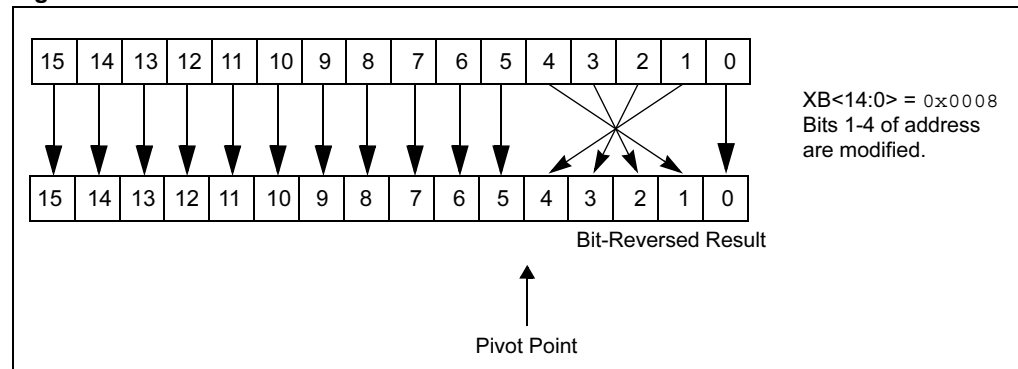 15 14 13 12 11 10 9 8 7 6 5 4 3 2 1 0
XB<14:0> = 0x0008
Bits 1-4 of address
are modified.
15 14 13 12 11 10 9 8 7 6 5 4 3 2 1 0
Bit-Reversed Result
Pivot Point